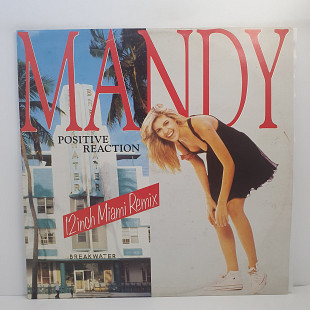 MANDY
POSITIVE
REACTION
12inch Miami Remix
BREAKWATER